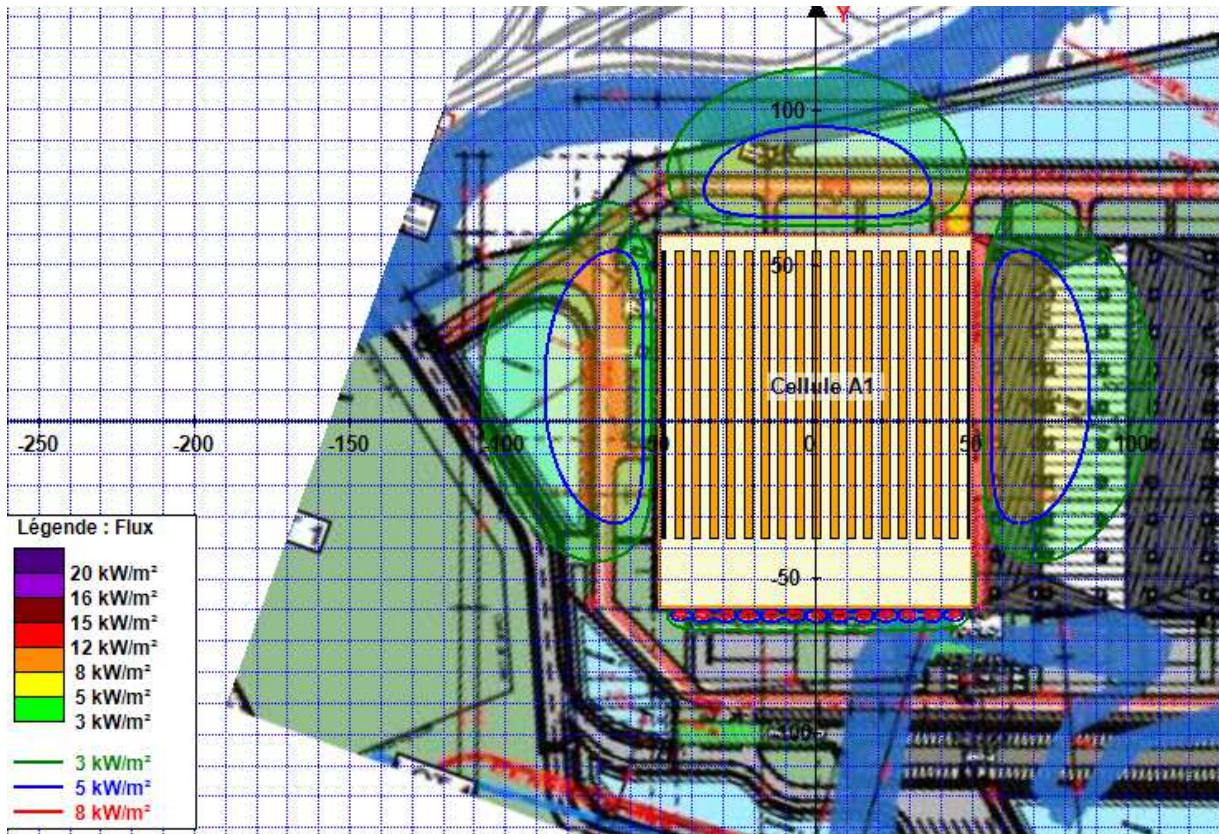 Y
100
50
Cellule A1
-250
-200
-150
-100
-50
0
50
100
-50
-100
Légende : Flux
20 kW/m²
16 kW/m²
15 kW/m²
12 kW/m²
8 kW/m²
5 kW/m²
3 kW/m²
3 kW/m²
5 kW/m²
8 kW/m²